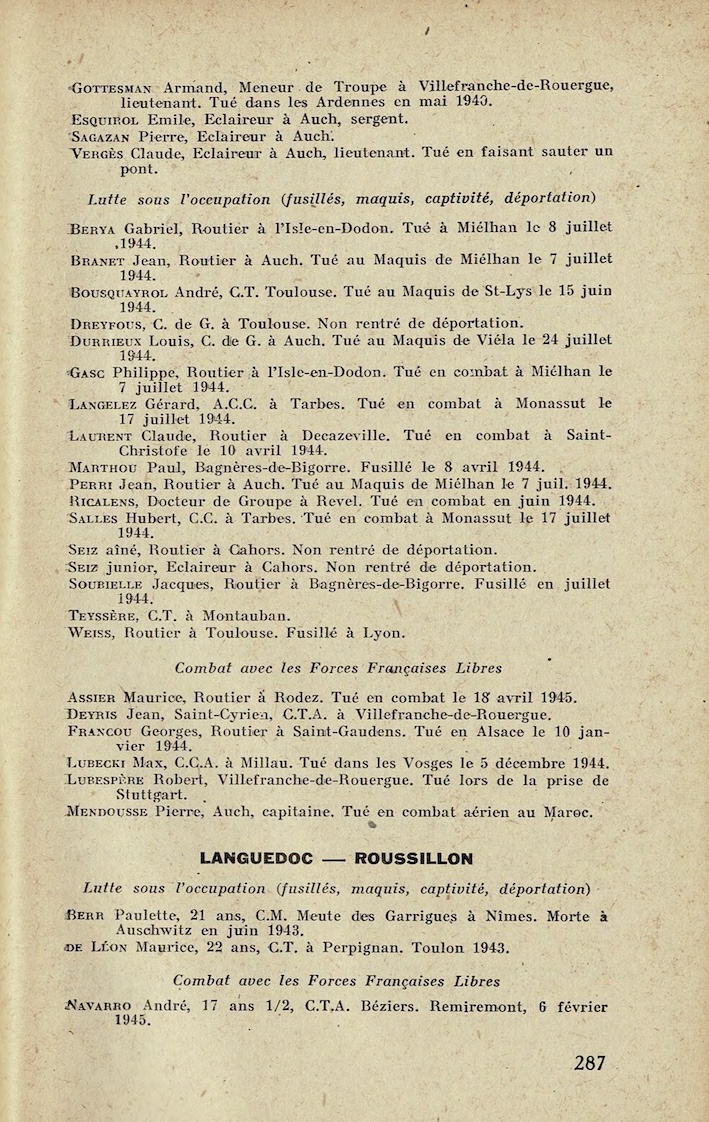 GOTTESMAN Armand, Meneur de Troupe à Villefranche-de-Rouergue,
lieutenant. Tué dans les Ardennes en mai 1940.
ESQUIROL Emile, Eclaireur à Auch, sergent.
SAGAZAN Pierre, Eclaireur à Auch.
VERGÈS Claude, Eclaireur à Auch, lieutenant. Tué en faisant sauter un
pont.
Lutte sous l'occupation (fusillés, maquis, captivité, déportation)
BERYA Gabriel, Routier à l'Isle-en-Dodon. Tué à Miélhan le 8 juillet
1944.
BRANET Jean, Routier à Auch. Tué au Maquis de Miélhan le 7 juillet
1944.
BOUSQUAYROL André, C.T. Toulouse. Tué au Maquis de St-Lys le 15 juin
1944.
DREYFOUS, C. de G. à Toulouse. Non rentré de déportation.
DURRIEUX Louis, C. de G. à Auch. Tué au Maquis de Viéla le 24 juillet
1944.
GASC Philippe, Routier à l'Isle-en-Dodon. Tué en combat à Miélhan le
7 juillet 1944.
LANGELEZ Gérard, A.C.C. à Tarbes. Tué en combat à Monassut le
17 juillet 1944.
LAURENT Claude, Routier à Decazeville. Tué en combat à Saint-
Christofe le 10 avril 1944.
MARTHOU Paul, Bagnères-de-Bigorre. Fusillé le 8 avril 1944.
PERRI Jean, Routier à Auch. Tué au Maquis de Miélhan le 7 juil. 1944.
RICALENS, Docteur de Groupe à Revel. Tué en combat en juin 1944.
SALLES Hubert, C.C. à Tarbes. Tué en combat à Monassut le 17 juillet
1944.
SEIZ aîné, Routier à Cahors. Non rentré de déportation.
SEIZ junior, Eclaireur à Cahors. Non rentré de déportation.
SOUBIELLE Jacques, Routier à Bagnères-de-Bigorre. Fusillé en juillet
1944.
TEYSSÈRE, C.T. à Montauban.
WEISS, Routier à Toulouse. Fusillé à Lyon.
Combat avec les Forces Françaises Libres
ASSIER Maurice, Routier à Rodez. Tué en combat le 18 avril 1945.
DEYRIS Jean, Saint-Cyrien, C.T.A. à Villefranche-de-Rouergue.
FRANCOU Georges, Routier à Saint-Gaudens. Tué en Alsace le 10 jan-
vier 1944.
LUBECKI Max, C.C.A. à Millau. Tué dans les Vosges le 5 décembre 1944.
LUBESPÈRE Robert, Villefranche-de-Rouergue. Tué lors de la prise de
Stuttgart.
MENDOUSSE Pierre, Auch, capitaine. Tué en combat aérien au Maroc.
LANGUEDOC — ROUSSILLON
Lutte sous l'occupation (fusillés, maquis, captivité, déportation)
BERR Paulette, 21 ans, C.M. Meute des Garrigues à Nîmes. Morte à
Auschwitz en juin 1943.
DE LÉON Maurice, 22 ans, C.T. à Perpignan. Toulon 1943.
Combat avec les Forces Françaises Libres
NAVARRO André, 17 ans 1/2, C.T.A. Béziers. Remiremont, 6 février
1945.
287